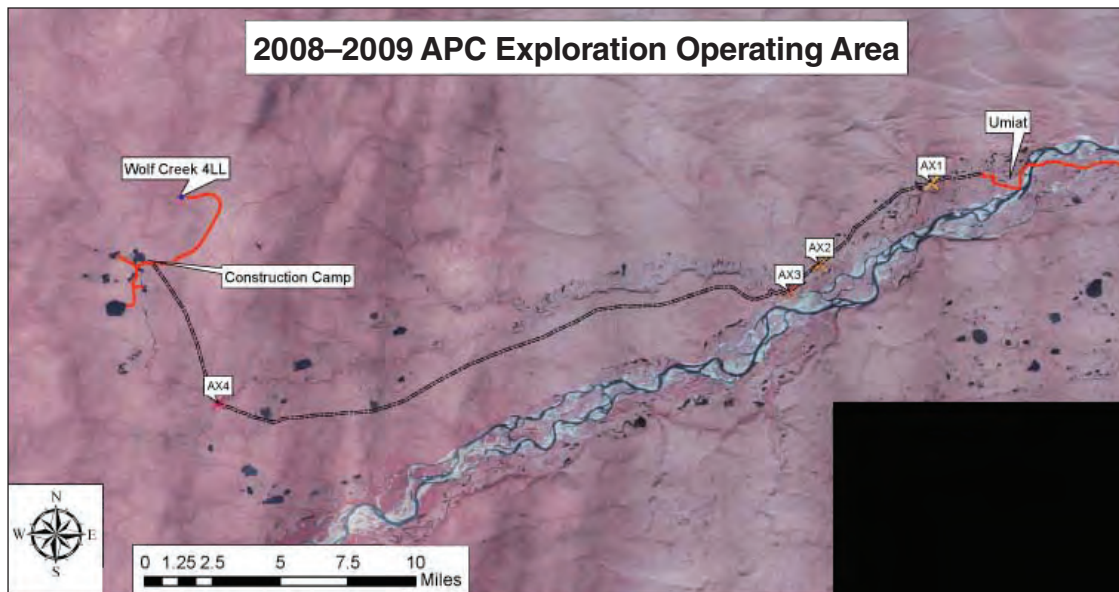 2008–2009 APC Exploration Operating Area
Umiat
AX1
Wolf Creek 4LL
AX2
Construction Camp
AX3
AX4
N
W E
S
0 1.25 2.5 5 7.5 10
Miles